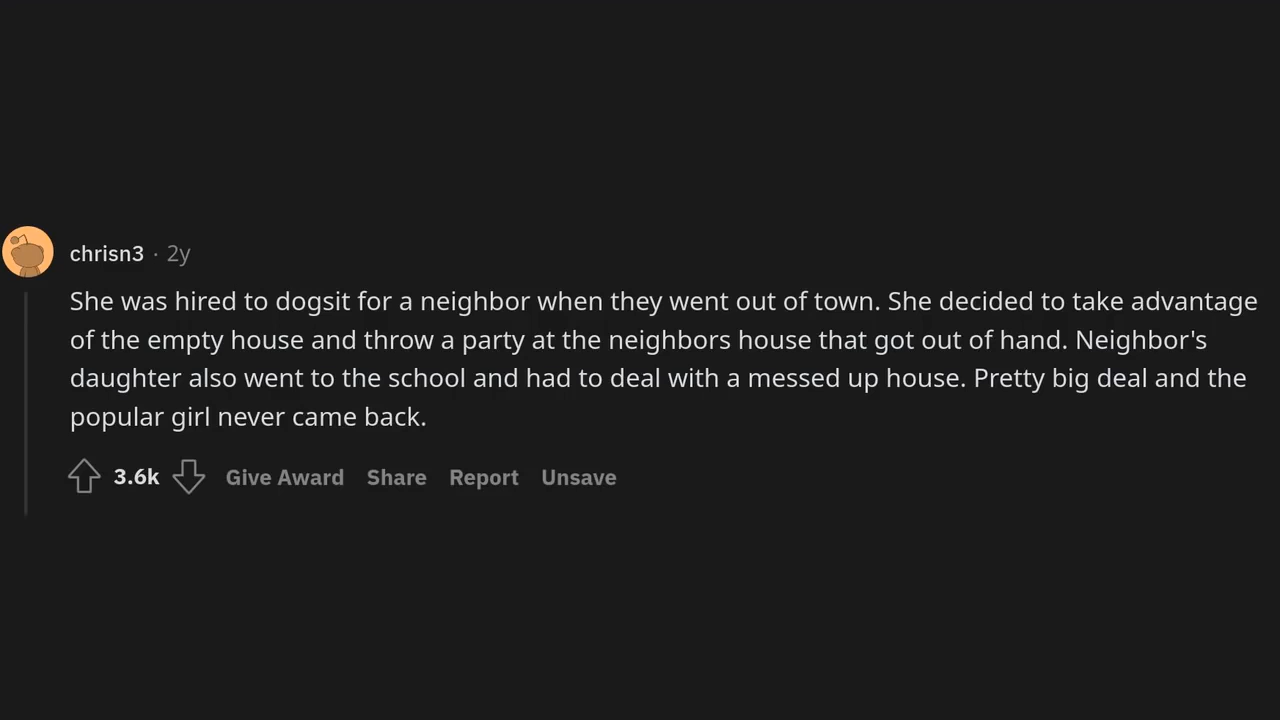 chrisn3 · 2y
She was hired to dogsit for a neighbor when they went out of town. She decided to take advantage
of the empty house and throw a party at the neighbors house that got out of hand. Neighbor's
daughter also went to the school and had to deal with a messed up house. Pretty big deal and the
popular girl never came back.
3.6k Give Award Share Report Unsave